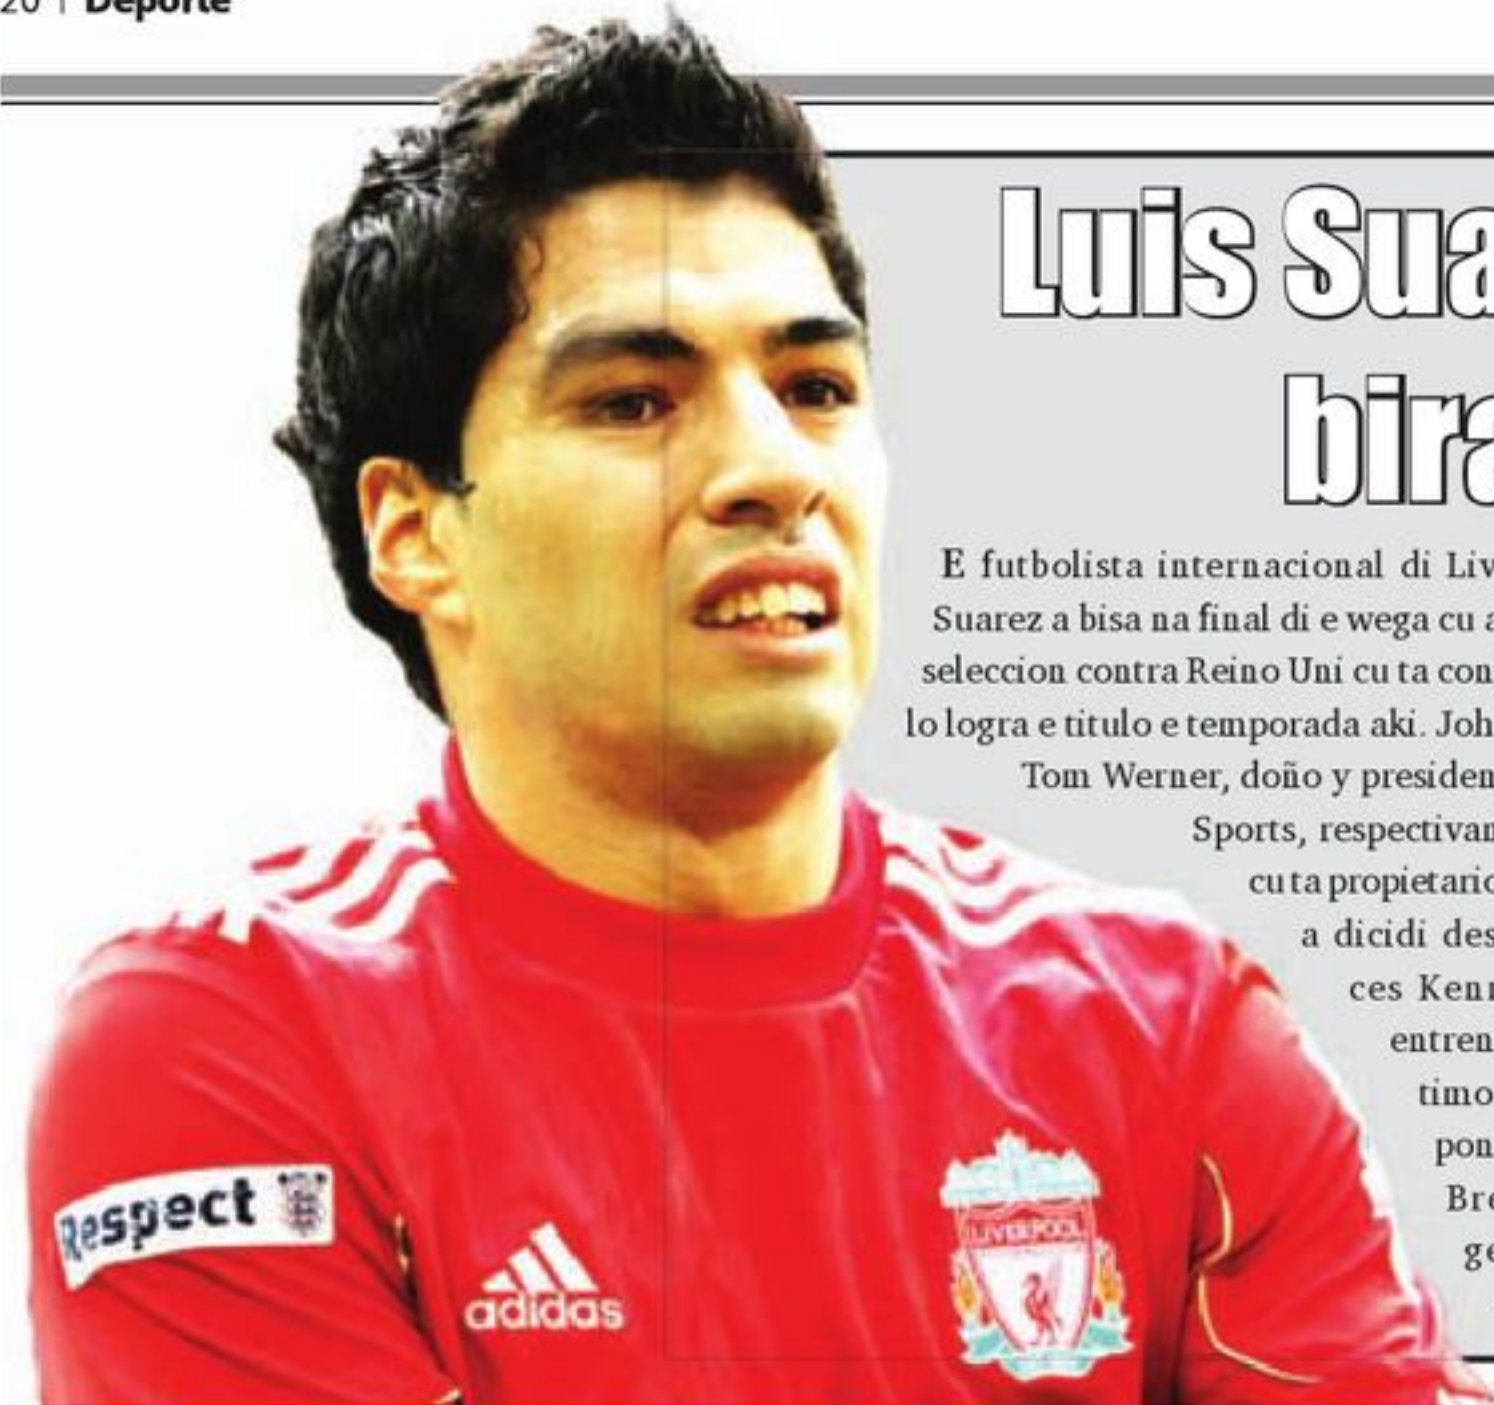 20 | Deporte
Luis Sua
bira
E futbolista internacional di Liv
Suarez a bisa na final di e wega cu a
seleccion contra Reino Uni cu ta con
lo logra e titulo e temporada aki. Joh
Tom Werner, doño y presiden
Sports, respectivam
cu ta propietario
a dicidi des
ces Kenn
entren
timo
pon
Bre
ge
Respect
adidas
LIVERPOOL